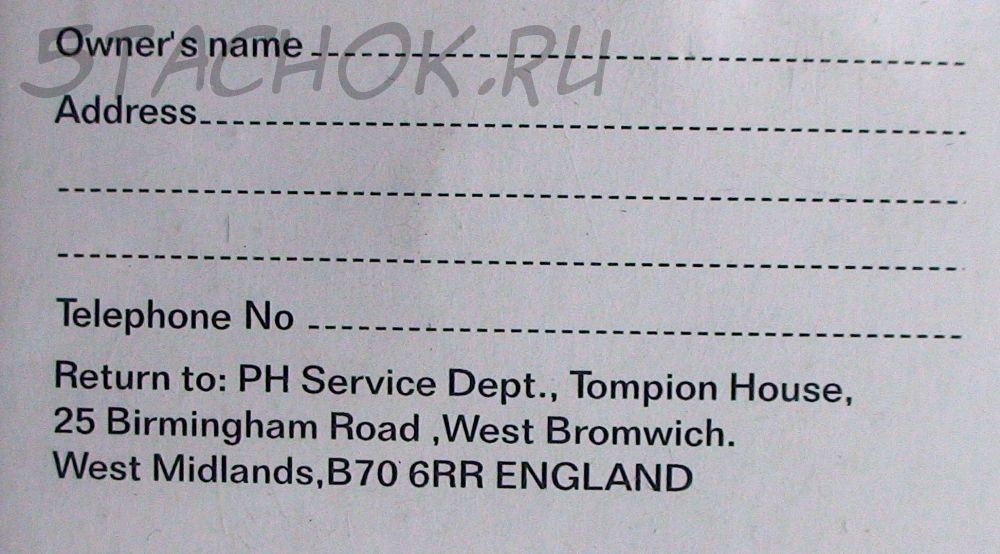 5TACHOK.RU
Owner's name
Address
Telephone No
Return to: PH Service Dept., Tompion House,
25 Birmingham Road ,West Bromwich.
West Midlands,B70 6RR ENGLAND